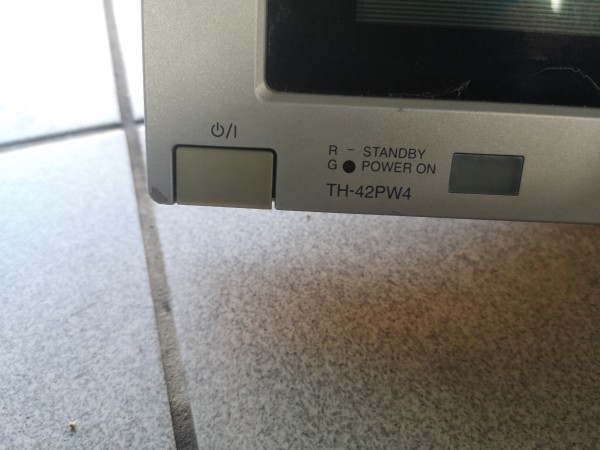 ⏻/I
R – STANDBY
G ● POWER ON
TH-42PW4